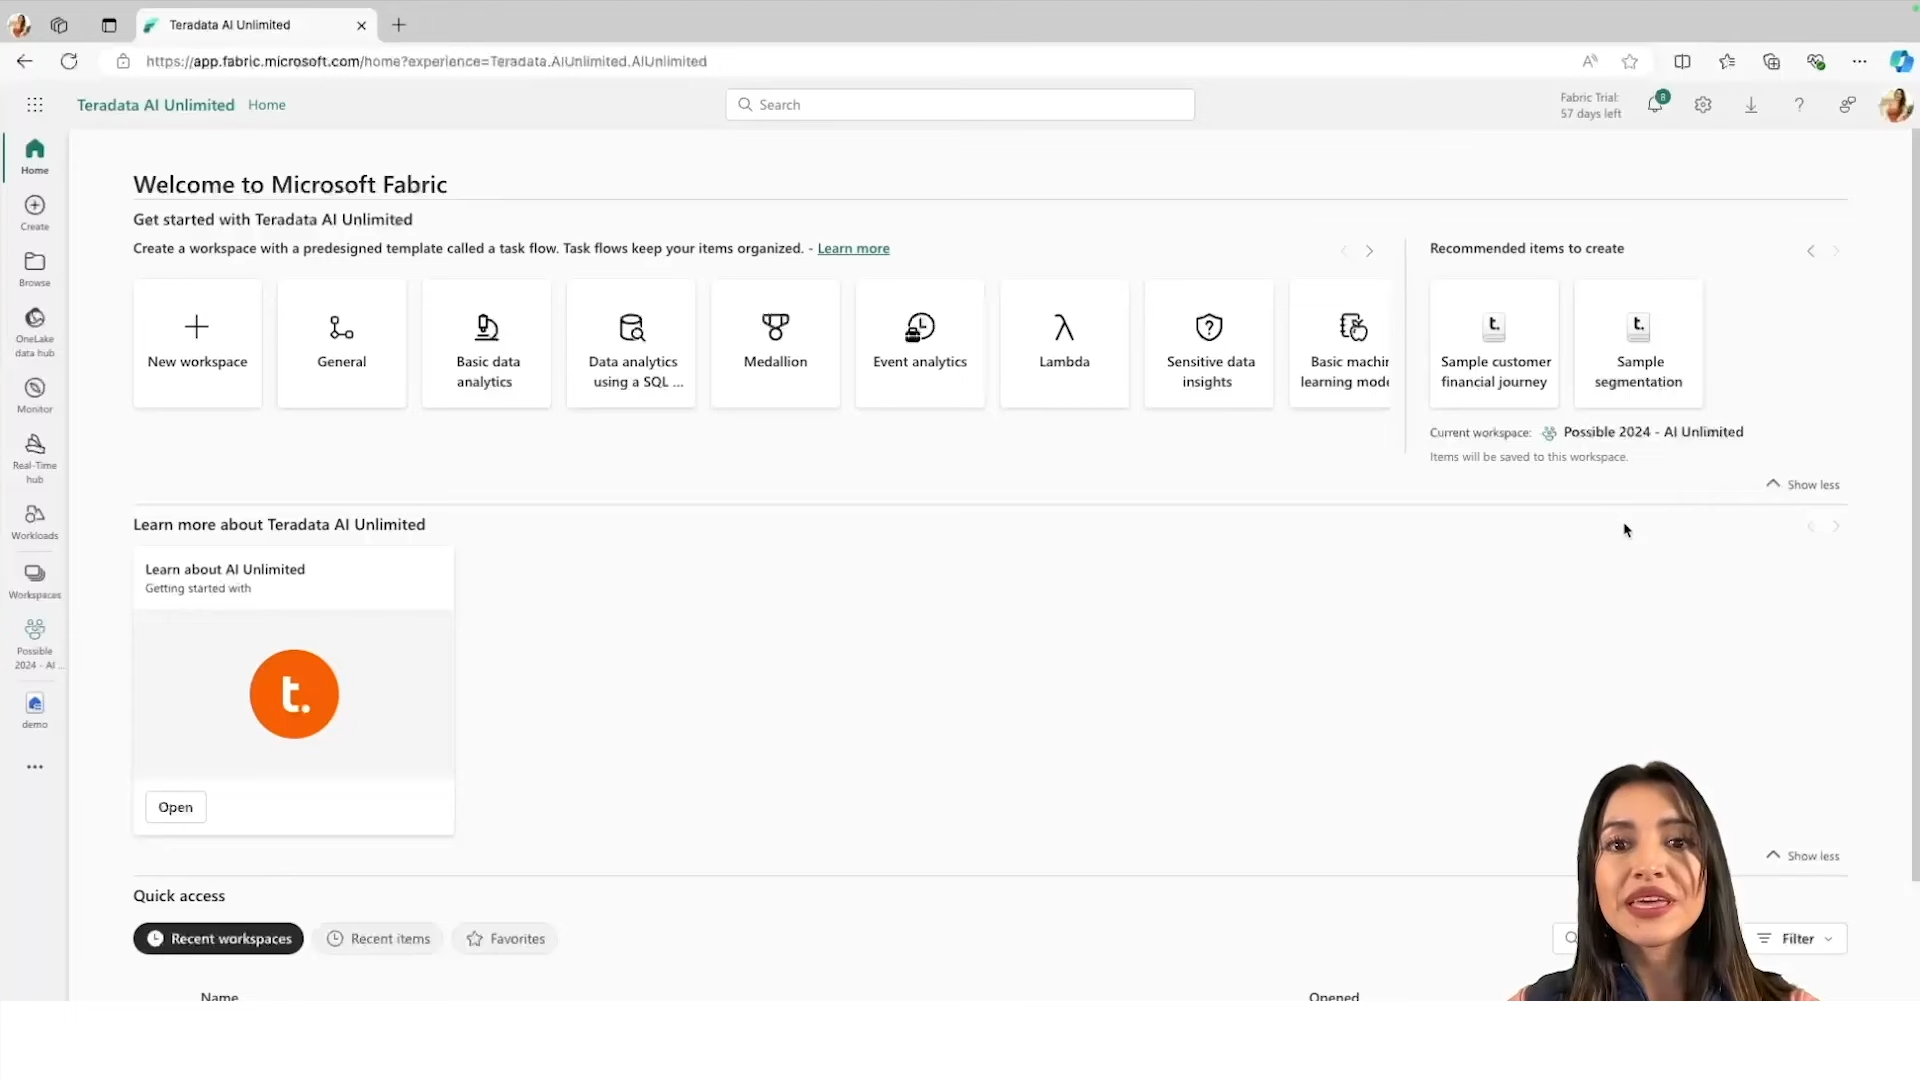 Teradata AI Unlimited
https://app.fabric.microsoft.com/home?experience=Teradata.AIUnlimited.AIUnlimited
Teradata AI Unlimited Home
Search
Fabric Trial:
57 days left
8
Home
Create
Browse
OneLake
data hub
Monitor
Real-Time
hub
Workloads
Workspaces
Possible
2024 - AI ...
demo
Welcome to Microsoft Fabric
Get started with Teradata AI Unlimited
Create a workspace with a predesigned template called a task flow. Task flows keep your items organized. - Learn more
New workspace
General
Basic data
analytics
Data analytics
using a SQL ...
Medallion
Event analytics
Lambda
Sensitive data
insights
Basic machin
learning mode
Recommended items to create
t.
Sample customer
financial journey
t.
Sample
segmentation
Current workspace: Possible 2024 - AI Unlimited
Items will be saved to this workspace.
Show less
Learn more about Teradata AI Unlimited
Learn about AI Unlimited
Getting started with
t.
Open
Show less
Quick access
Recent workspaces
Recent items
Favorites
Filter
Name
Opened